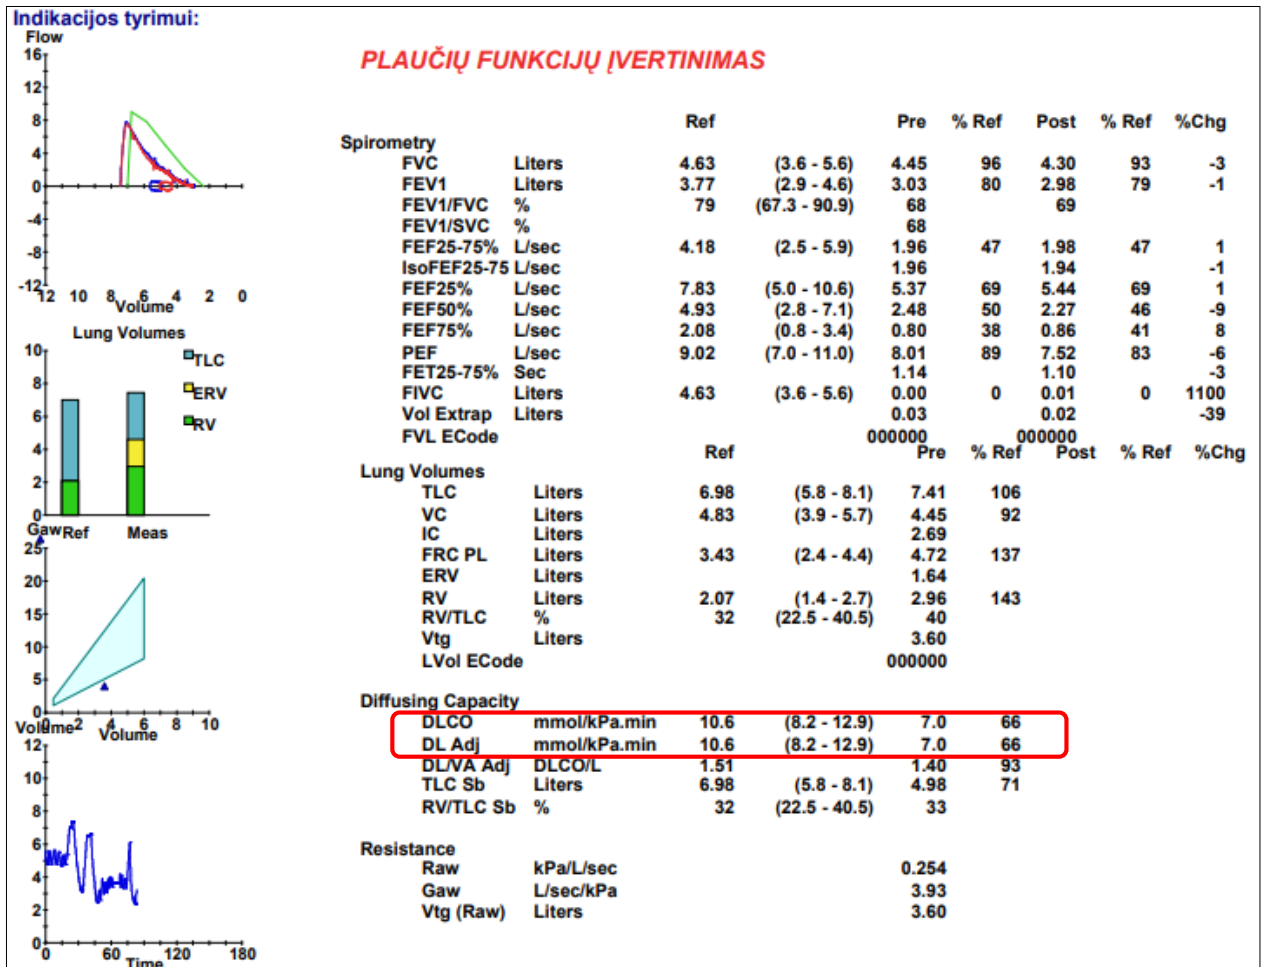 Indikacijos tyrimui:
PLAUČIŲ FUNKCIJŲ ĮVERTINIMAS
Flow
16
12
8
4
0
-4
-8
-12
12 10 8 6 4 2 0
Volume
Lung Volumes
10
8
6
4
2
0
TLC
ERV
RV
Ref Meas
Gaw
25
20
15
10
5
0
2 4 6 8 10
Volume
Volume
12
10
8
6
4
2
0
0 60 120 180
Time
Ref Pre % Ref Post % Ref %Chg
Spirometry
FVC Liters 4.63 (3.6 - 5.6) 4.45 96 4.30 93 -3
FEV1 Liters 3.77 (2.9 - 4.6) 3.03 80 2.98 79 -1
FEV1/FVC % 79 (67.3 - 90.9) 68 69
FEV1/SVC % 68
FEF25-75% L/sec 4.18 (2.5 - 5.9) 1.96 47 1.98 47 1
IsoFEF25-75 L/sec 1.96 1.94 -1
FEF25% L/sec 7.83 (5.0 - 10.6) 5.37 69 5.44 69 1
FEF50% L/sec 4.93 (2.8 - 7.1) 2.48 50 2.27 46 -9
FEF75% L/sec 2.08 (0.8 - 3.4) 0.80 38 0.86 41 8
PEF L/sec 9.02 (7.0 - 11.0) 8.01 89 7.52 83 -6
FET25-75% Sec 1.14 1.10 -3
FIVC Liters 4.63 (3.6 - 5.6) 0.00 0 0.01 0 1100
Vol Extrap Liters 0.03 0.02 -39
FVL ECode 000000 000000
Ref Pre % Ref Post % Ref %Chg
Lung Volumes
TLC Liters 6.98 (5.8 - 8.1) 7.41 106
VC Liters 4.83 (3.9 - 5.7) 4.45 92
IC Liters 2.69
FRC PL Liters 3.43 (2.4 - 4.4) 4.72 137
ERV Liters 1.64
RV Liters 2.07 (1.4 - 2.7) 2.96 143
RV/TLC % 32 (22.5 - 40.5) 40
Vtg Liters 3.60
LVol ECode 000000
Diffusing Capacity
DLCO mmol/kPa.min 10.6 (8.2 - 12.9) 7.0 66
DL Adj mmol/kPa.min 10.6 (8.2 - 12.9) 7.0 66
DL/VA Adj DLCO/L 1.51 1.40 93
TLC Sb Liters 6.98 (5.8 - 8.1) 4.98 71
RV/TLC Sb % 32 (22.5 - 40.5) 33
Resistance
Raw kPa/L/sec 0.254
Gaw L/sec/kPa 3.93
Vtg (Raw) Liters 3.60